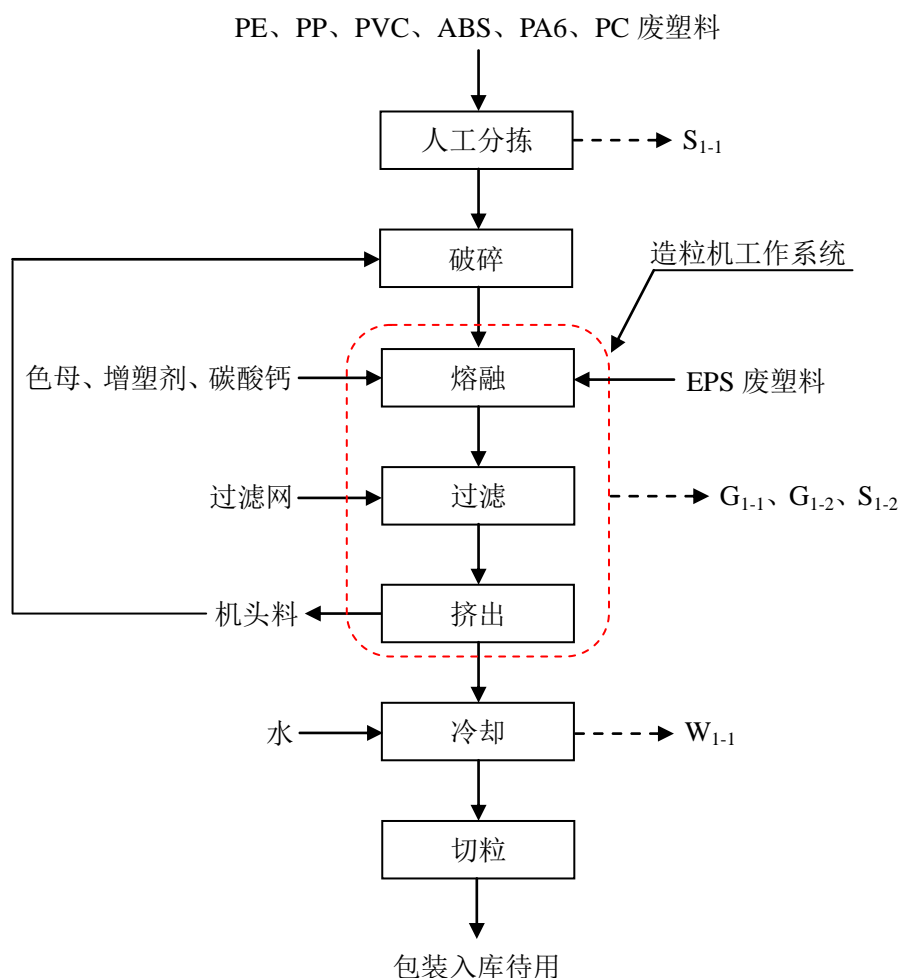 PE、PP、PVC、ABS、PA6、PC 废塑料
人工分拣
S1-1
破碎
造粒机工作系统
色母、增塑剂、碳酸钙
熔融
EPS 废塑料
过滤网
过滤
G1-1、G1-2、S1-2
机头料
挤出
水
冷却
W1-1
切粒
包装入库待用